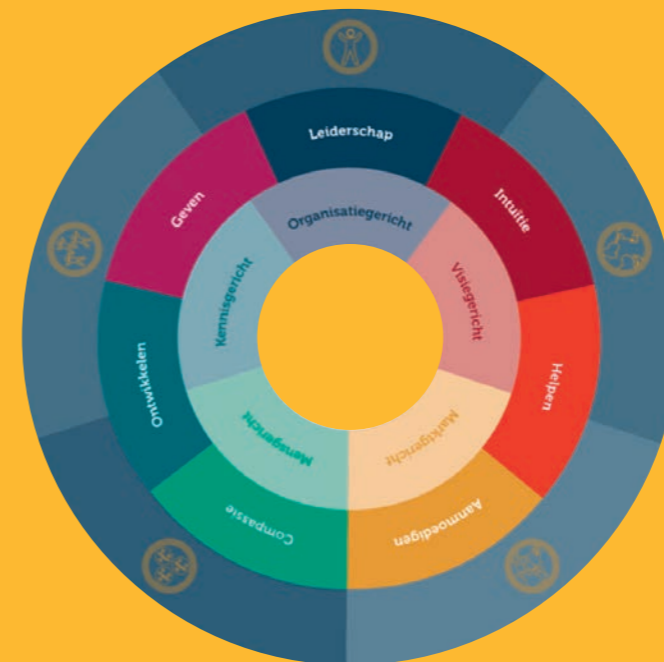 Leiderschap
Intuïtie
Helpen
Aanmoedigen
Compassie
Ontwikkelen
Geven
Organisatiegericht
Visiegericht
Marktgericht
Mensgericht
Kennisgericht